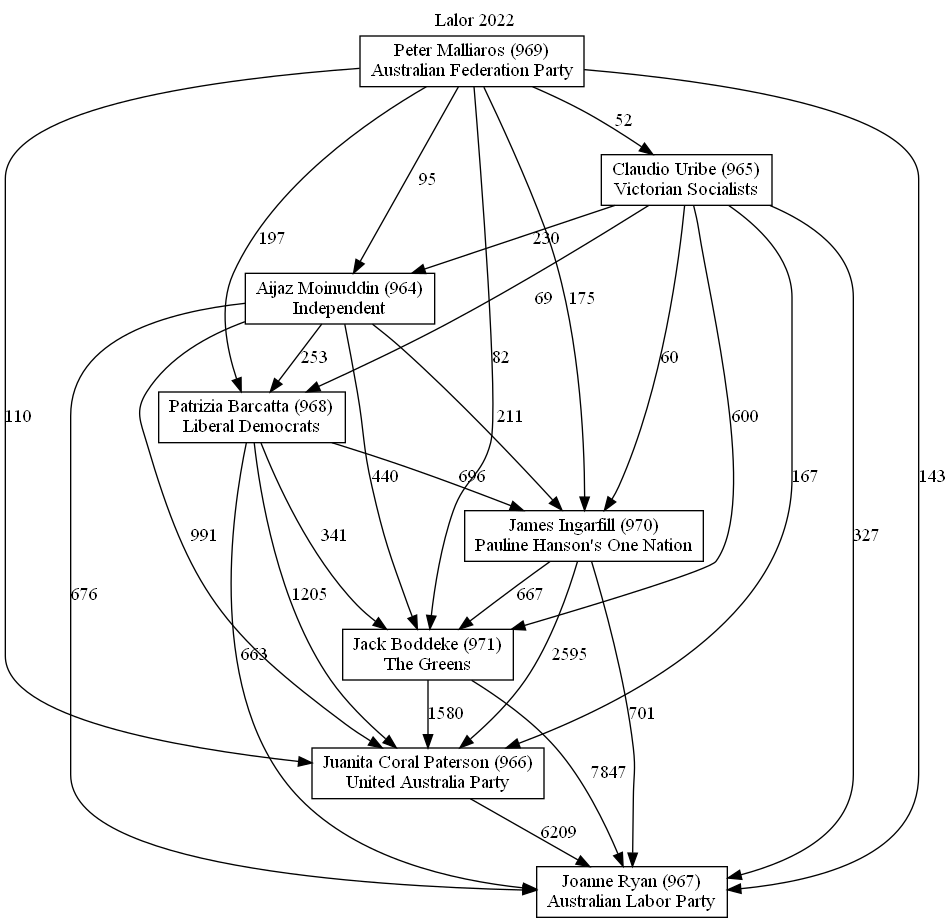 Lalor 2022
Peter Malliaros (969)
Australian Federation Party
52
Claudio Uribe (965)
Victorian Socialists
95
197
230
Aijaz Moinuddin (964)
Independent
69
175
253
82
60
Patrizia Barcatta (968)
Liberal Democrats
110
211
600
440
696
167
143
James Ingarfill (970)
Pauline Hanson's One Nation
991
341
327
676
1205
667
Jack Boddeke (971)
The Greens
663
2595
1580
701
Juanita Coral Paterson (966)
United Australia Party
7847
6209
Joanne Ryan (967)
Australian Labor Party